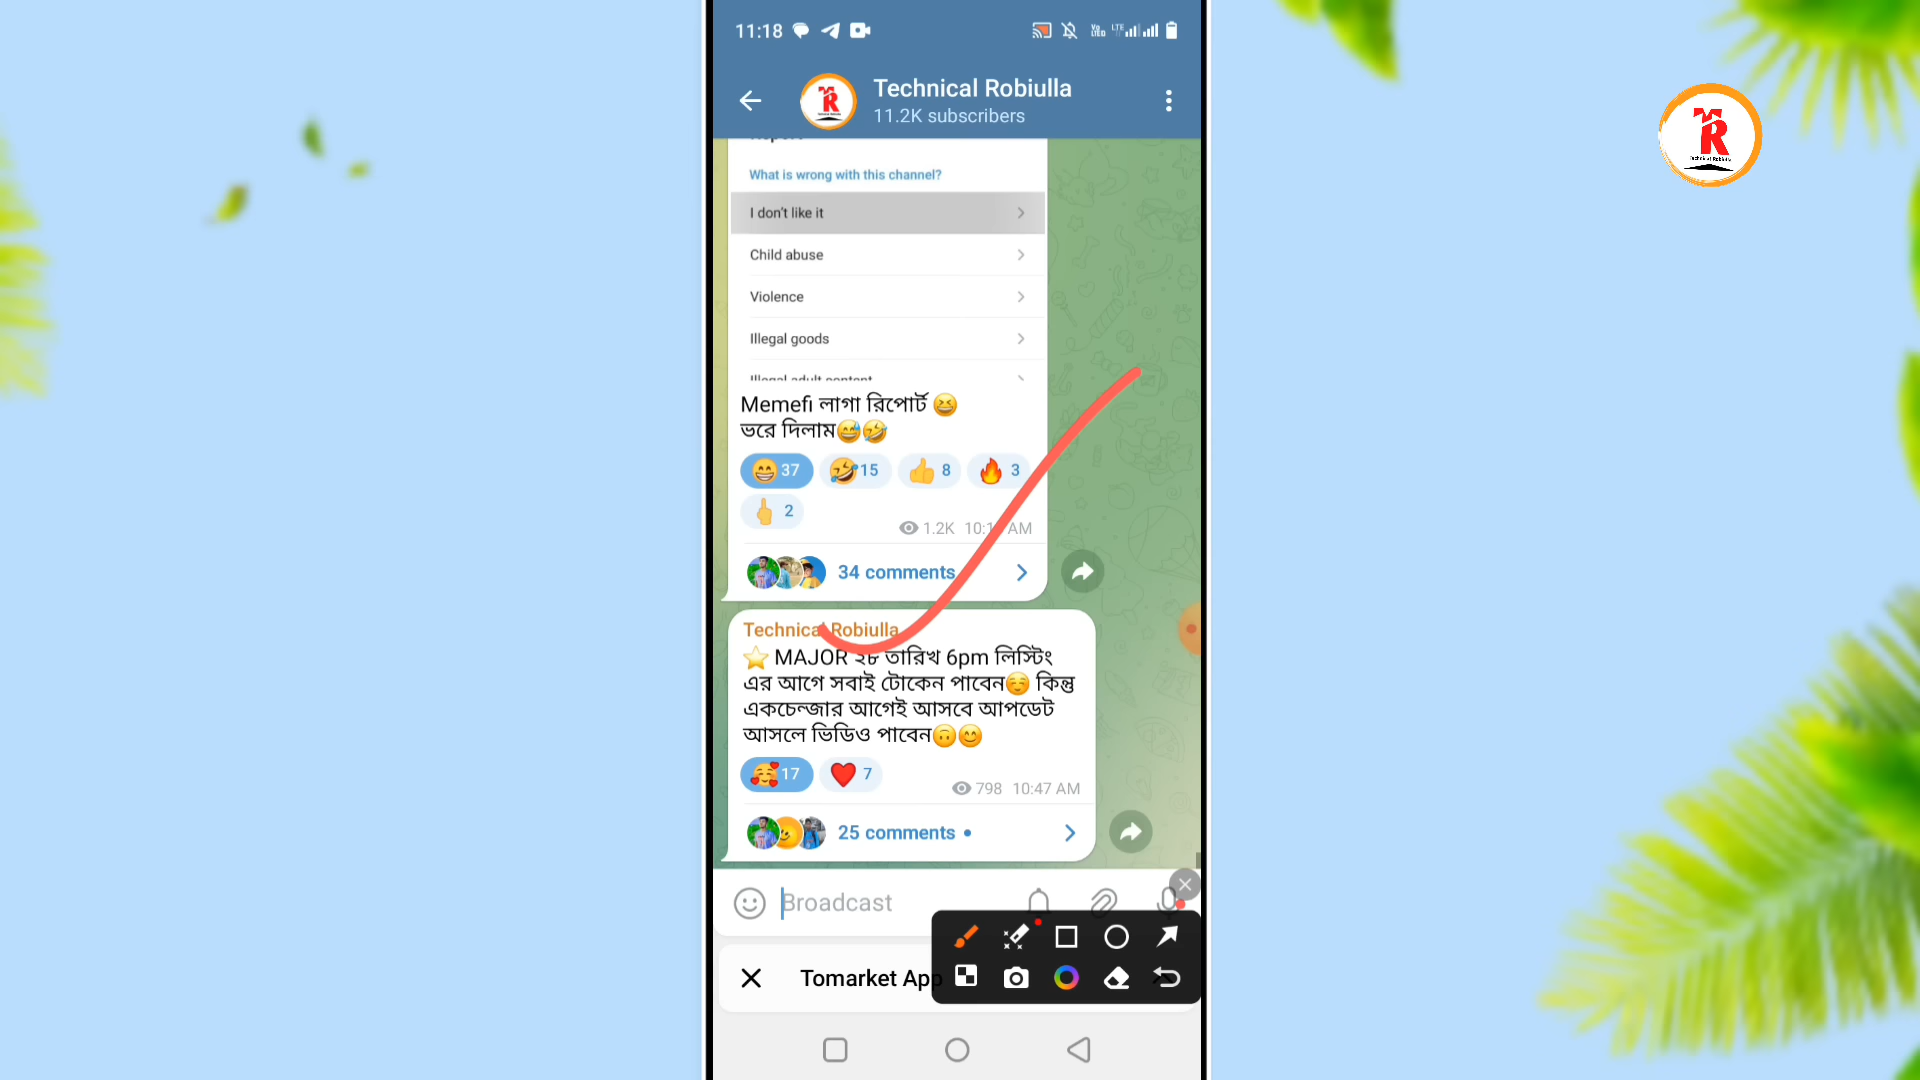 11:18
Technical Robiulla
11.2K subscribers
What is wrong with this channel?
I don't like it
Child abuse
Violence
Illegal goods
Illegal adult content
Memefi লাগা রিপোর্ট 😆
ভরে দিলাম😅🤣
😁 37 🤣 15 👍 8 🔥 3
🖕 2
1.2K
34 comments
Technical Robiulla
⭐ MAJOR ২৮ তারিখ 6pm লিস্টিং
এর আগে সবাই টোকেন পাবেন☺️ কিন্তু
একচেন্জার আগেই আসবে আপডেট
আসলে ভিডিও পাবেন🙃😊
🥰 17 ❤️ 7
798 10:47 AM
25 comments
Broadcast
Tomarket App
Technical Robiulla